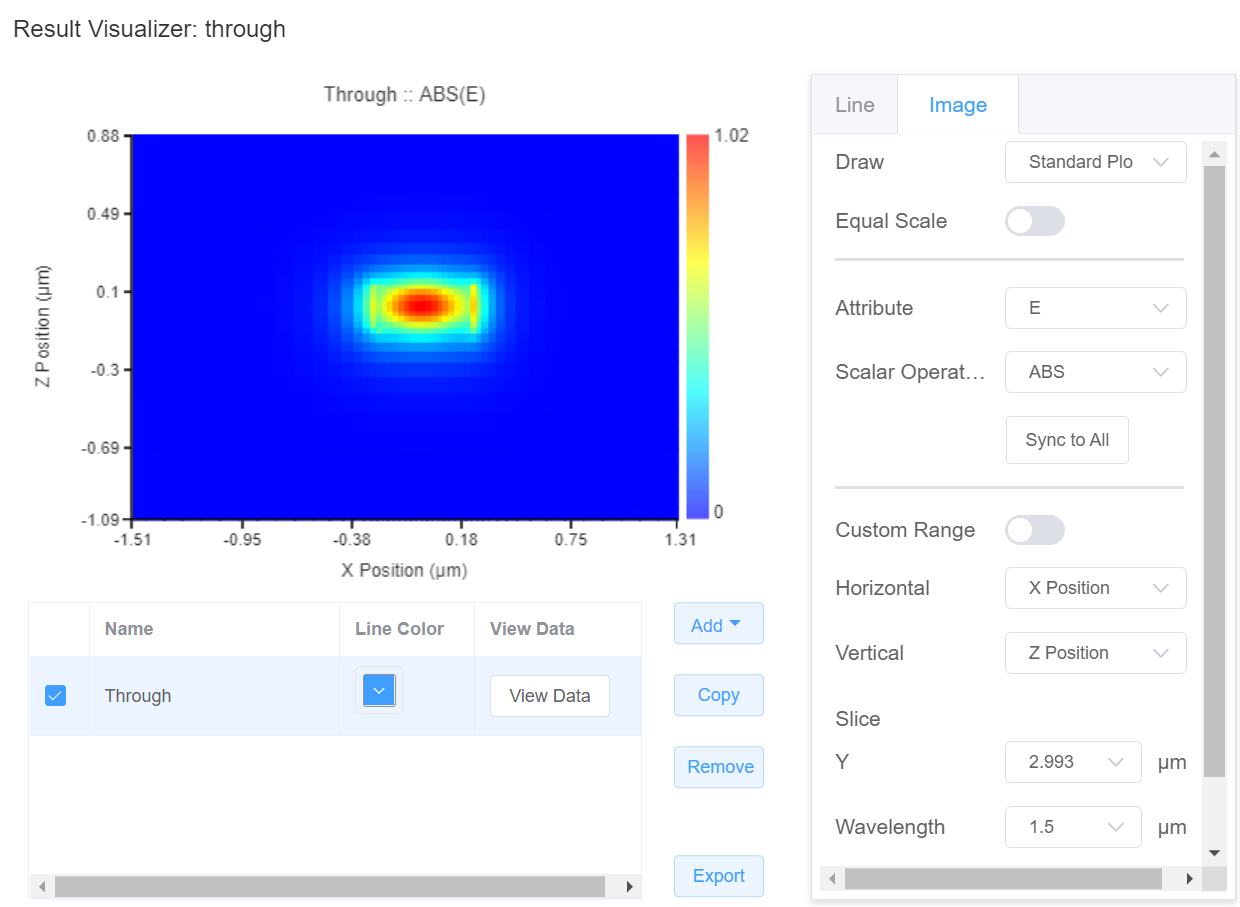 Result Visualizer: through
Through :: ABS(E)
0.88
0.49
0.1
-0.3
-0.69
-1.09
Z Position (μm)
-1.51 -0.95 -0.38 0.18 0.75 1.31
X Position (μm)
1.02
0
Name Line Color View Data
Through View Data
Add
Copy
Remove
Export
Line Image
Draw Standard Plo
Equal Scale
Attribute E
Scalar Operat... ABS
Sync to All
Custom Range
Horizontal X Position
Vertical Z Position
Slice
Y 2.993 μm
Wavelength 1.5 μm